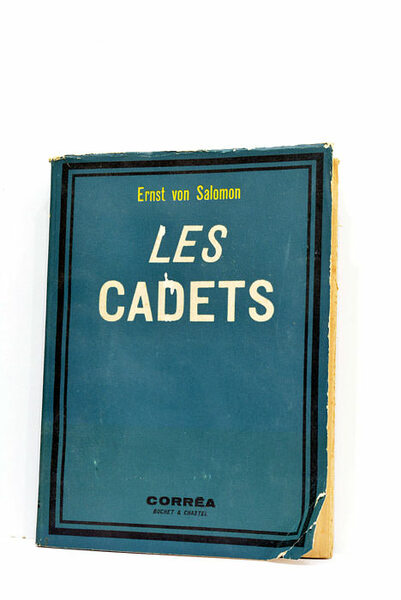 Ernst von Salomon
LES
CADETS
CORRÊA
BUCHET & CHASTEL